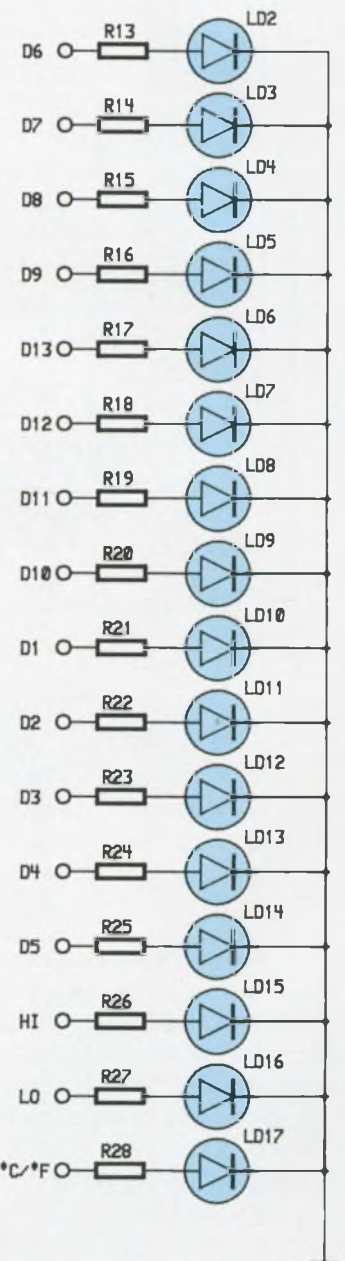 LD2
D6 R13
LD3
D7 R14
LD4
D8 R15
LD5
D9 R16
LD6
D13 R17
LD7
D12 R18
LD8
D11 R19
LD9
D10 R20
LD10
D1 R21
LD11
D2 R22
LD12
D3 R23
LD13
D4 R24
LD14
D5 R25
LD15
HI R26
LD16
LO R27
LD17
*C/*F R28